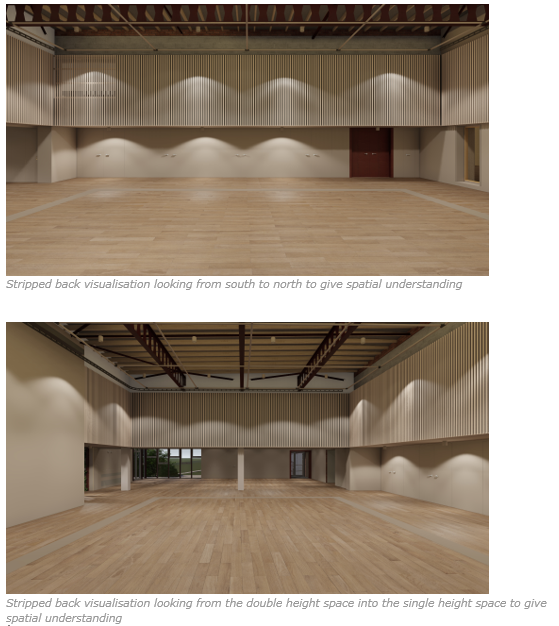 Stripped back visualisation looking from south to north to give spatial understanding
Stripped back visualisation looking from the double height space into the single height space to give
spatial understanding